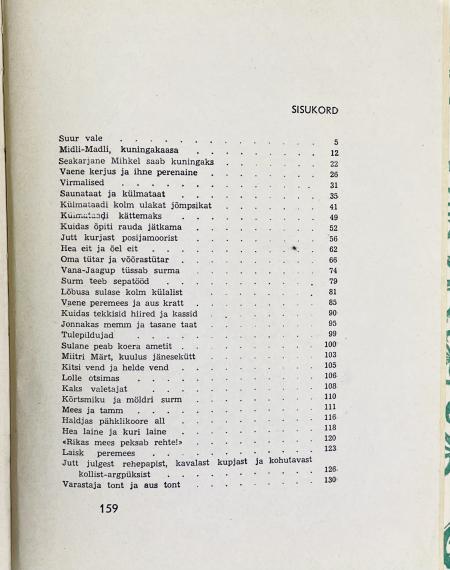 SISUKORD
Suur vale . . . . . . . . . . . . . 5
Midli-Madli, kuningakaasa . . . . . . . . 12
Seakarjane Mihkel saab kuningaks . . . . . . 22
Vaene kerjus ja ihne perenaine . . . . . . . 26
Virmalised . . . . . . . . . . . . . 31
Saunataat ja külmataat . . . . . . . . . 35
Külmataadi kolm ulakat jõmpsikat . . . . . . 41
Külmataadi kättemaks . . . . . . . . . 49
Kuidas õpiti rauda jätkama . . . . . . . . 52
Jutt kurjast posijamoorist . . . . . . . . 56
Hea eit ja õel eit . . . . . . . . . . . 62
Oma tütar ja võõrastütar . . . . . . . . . 66
Vana-Jaagup tüssab surma . . . . . . . . 74
Surm teeb sepatööd . . . . . . . . . . 79
Lõbusa sulase kolm külalist . . . . . . . . 81
Vaene peremees ja aus kratt . . . . . . . . 85
Kuidas tekkisid hiired ja kassid . . . . . . . 90
Jonnakas memm ja tasane taat . . . . . . . 95
Tulepildujad . . . . . . . . . . . . 99
Sulane peab koera ametit . . . . . . . . . 100
Miitri Märt, kuulus jänesekütt . . . . . . . 103
Kitsi vend ja helde vend . . . . . . . . . 105
Lolle otsimas . . . . . . . . . . . . 106
Kaks valetajat . . . . . . . . . . . . 108
Kõrtsmiku ja möldri surm . . . . . . . . 110
Mees ja tamm . . . . . . . . . . . . 111
Haldjas pähklikoore all . . . . . . . . . 116
Hea laine ja kuri laine . . . . . . . . . . 118
«Rikas mees peksab rehte!» . . . . . . . . 120
Laisk peremees . . . . . . . . . . . 123
Jutt julgest rehepapist, kavalast kupjast ja kohutavast
kollist-argpüksist . . . . . . . . . . 126
Varastaja tont ja aus tont . . . . . . . . 130
159